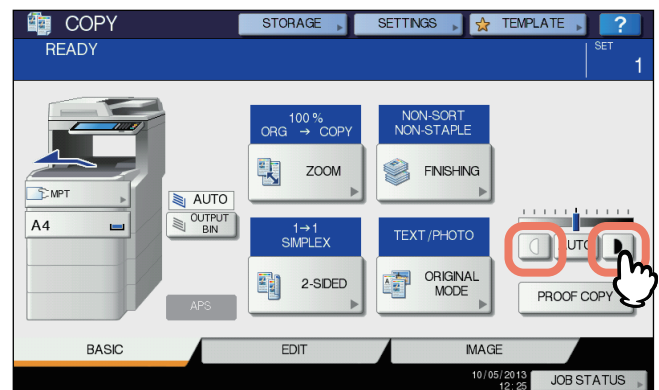 COPY
STORAGE
SETTINGS
TEMPLATE
?
READY
SET
1
100 %
ORG → COPY
NON-SORT
NON-STAPLE
ZOOM
FINISHING
MPT
AUTO
A4
OUTPUT
BIN
1→1
SIMPLEX
TEXT/PHOTO
2-SIDED
ORIGINAL
MODE
APS
PROOF COPY
BASIC
EDIT
IMAGE
10/05/2013
12:25
JOB STATUS